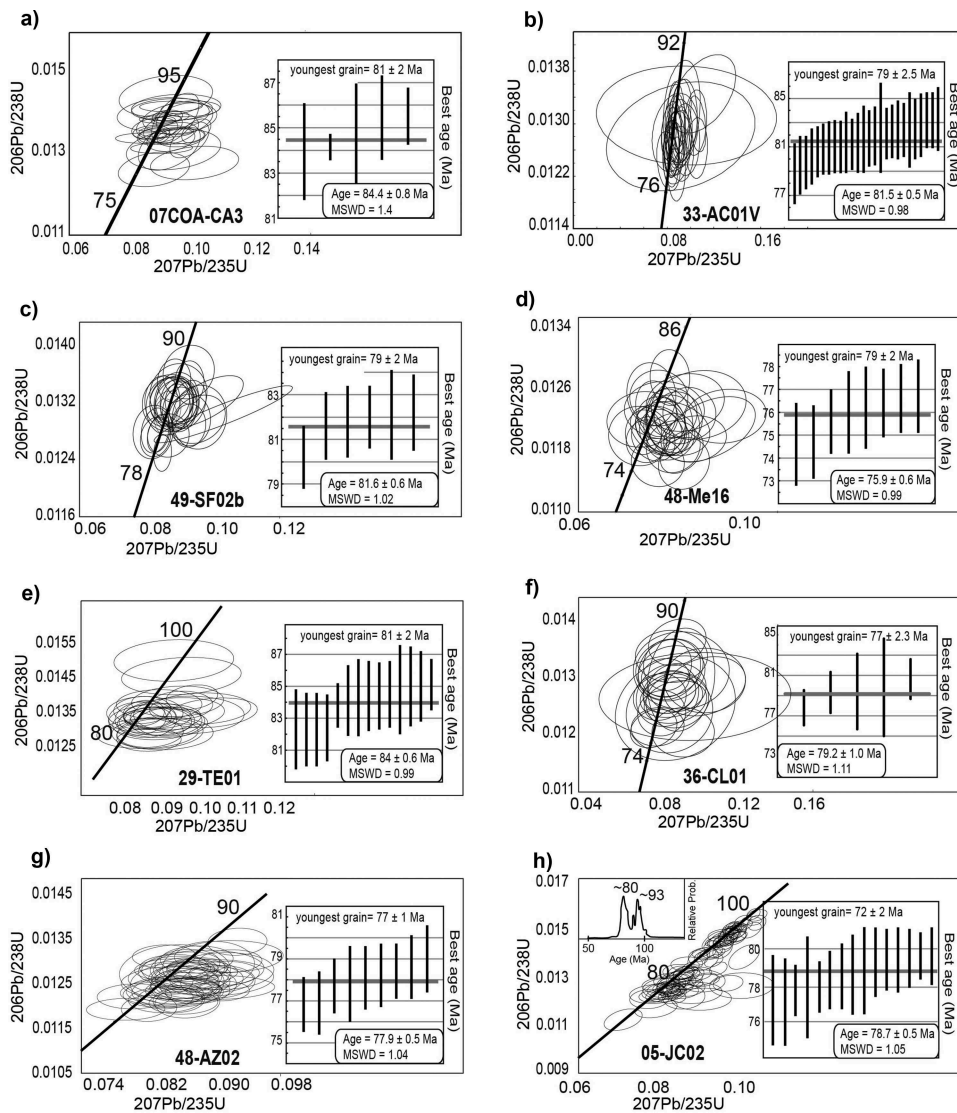 a)
206Pb/238U
0.015
0.013
0.011
95
75
07COA-CA3
0.06 0.08 0.10 0.14
207Pb/235U
youngest grain= 81 ± 2 Ma
87
85
83
81
Age = 84.4 ± 0.8 Ma
MSWD = 1.4
Best age (Ma)
b)
206Pb/238U
0.0138
0.0130
0.0122
0.0114
92
76
33-AC01V
0.00 0.08 0.16
207Pb/235U
youngest grain = 79 ± 2.5 Ma
85
81
77
Age = 81.5 ± 0.5 Ma
MSWD = 0.98
Best age (Ma)
c)
206Pb/238U
0.0140
0.0132
0.0124
0.0116
90
78
49-SF02b
0.06 0.08 0.10 0.12
207Pb/235U
youngest grain= 79 ± 2 Ma
83
81
79
Age = 81.6 ± 0.6 Ma
MSWD = 1.02
Best age (Ma)
d)
206Pb/238U
0.0134
0.0126
0.0118
0.0110
86
74
48-Me16
0.06 0.10
207Pb/235U
youngest grain = 79 ± 2 Ma
78
77
76
75
73
Age = 75.9 ± 0.6 Ma
MSWD = 0.99
Best age (Ma)
e)
206Pb/238U
0.0155
0.0145
0.0135
0.0125
100
80
29-TE01
0.08 0.09 0.10 0.11 0.12
207Pb/235U
youngest grain = 81 ± 2 Ma
87
85
83
81
Age = 84 ± 0.6 Ma
MSWD = 0.99
Best age (Ma)
f)
206Pb/238U
0.014
0.013
0.012
0.011
90
74
36-CL01
0.04 0.08 0.12 0.16
207Pb/235U
youngest grain = 77 ± 2.3 Ma
85
81
77
73
Age = 79.2 ± 1.0 Ma
MSWD = 1.11
Best age (Ma)
g)
206Pb/238U
0.0145
0.0135
0.0125
0.0115
0.0105
90
48-AZ02
0.074 0.082 0.090 0.098
207Pb/235U
youngest grain= 77 ± 1 Ma
81
79
77
75
Age = 77.9 ± 0.5 Ma
MSWD = 1.04
Best age (Ma)
h)
206Pb/238U
0.017
0.015
0.013
0.011
0.009
~80
~93
Relative Prob.
50 100
Age (Ma)
100
80
05-JC02
0.06 0.08 0.10
207Pb/235U
youngest grain = 72 ± 2 Ma
80
78
76
Age = 78.7 ± 0.5 Ma
MSWD = 1.05
Best age (Ma)